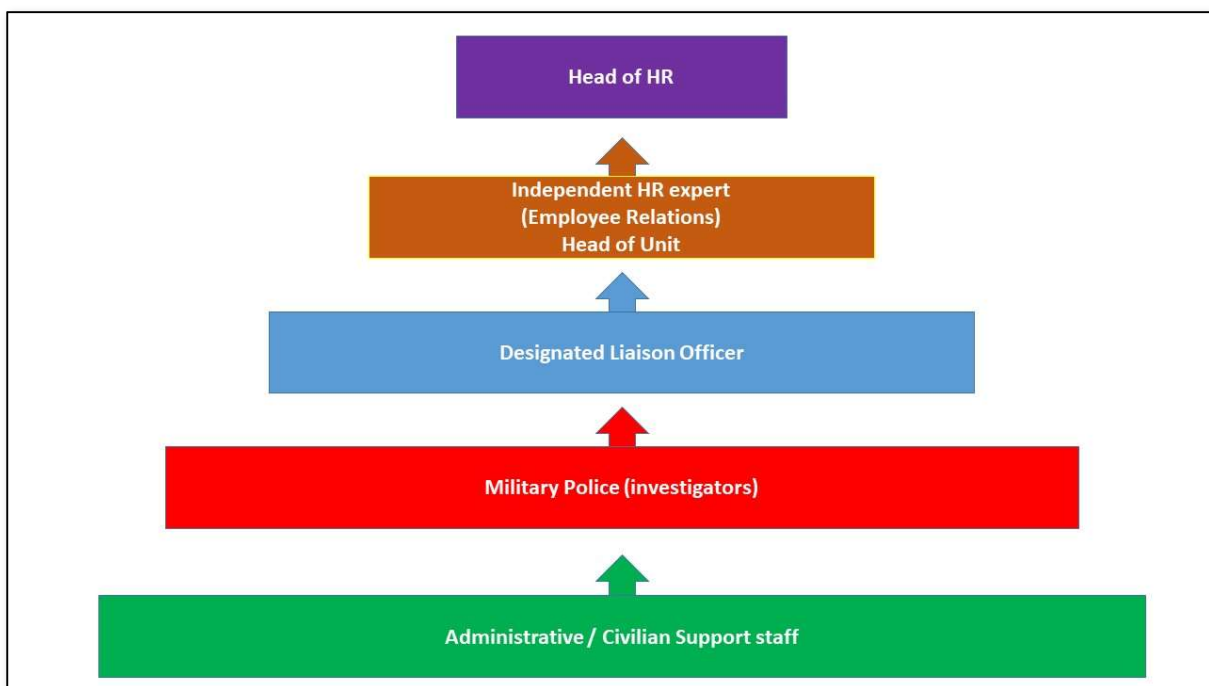 Head of HR
Independent HR expert
(Employee Relations)
Head of Unit
Designated Liaison Officer
Military Police (investigators)
Administrative / Civilian Support staff